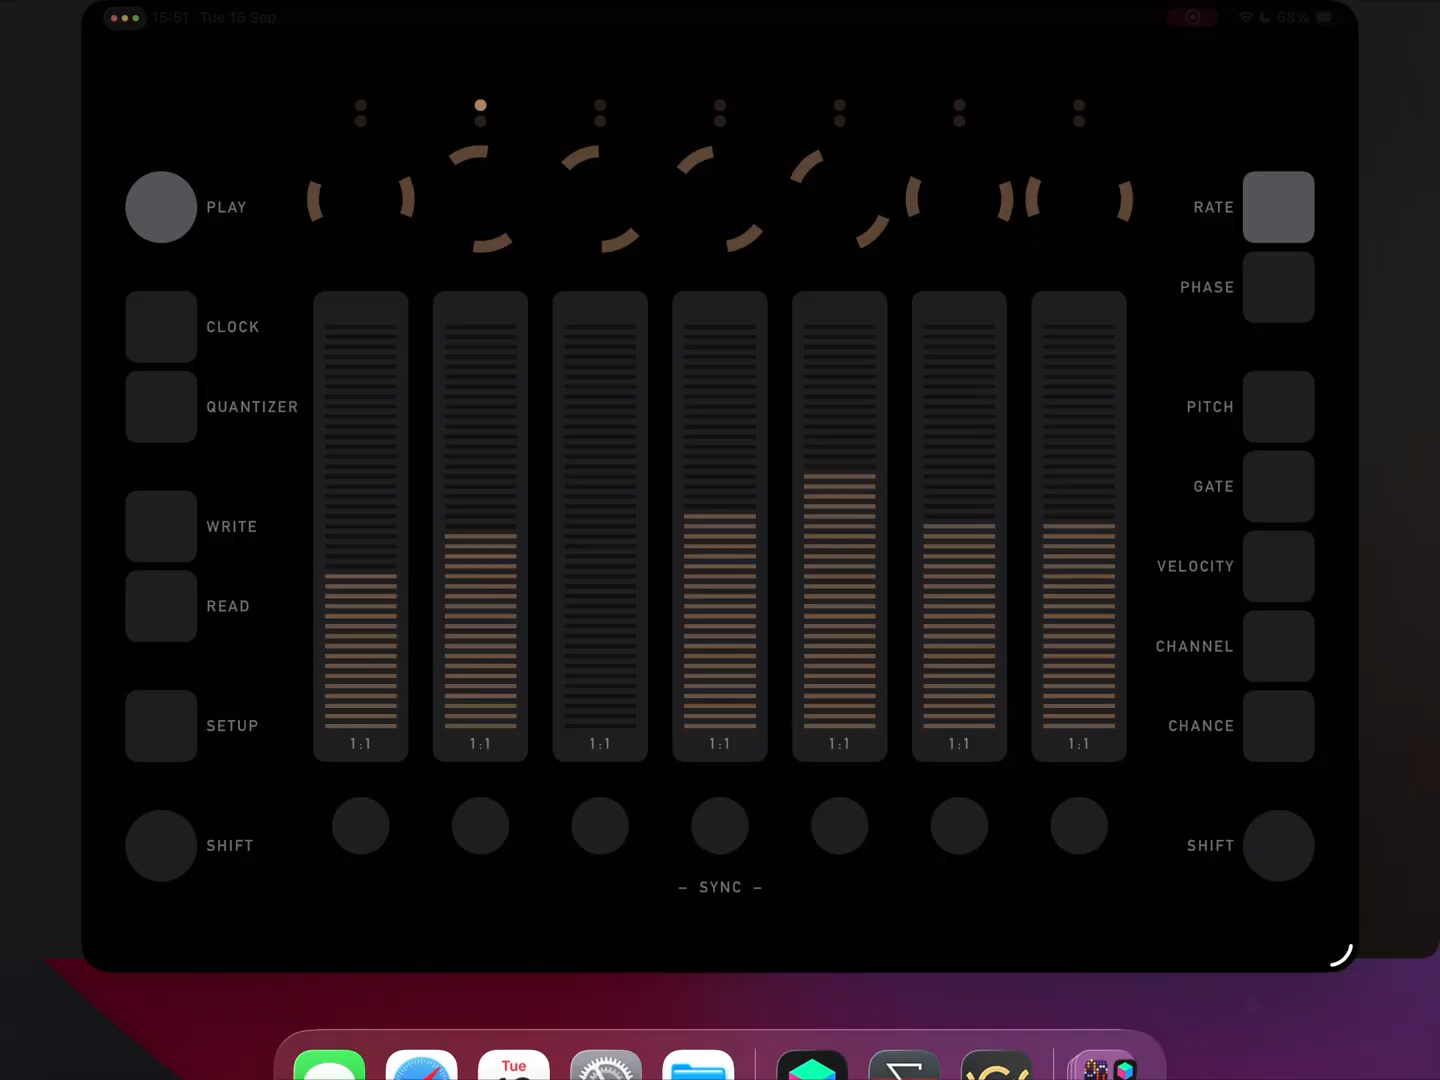 15:51 Tue 16 Sep
68%
PLAY
RATE
PHASE
CLOCK
QUANTIZER
PITCH
GATE
WRITE
VELOCITY
READ
CHANNEL
SETUP
CHANCE
1:1 1:1 1:1 1:1 1:1 1:1 1:1
SHIFT
SHIFT
– SYNC –
Tue